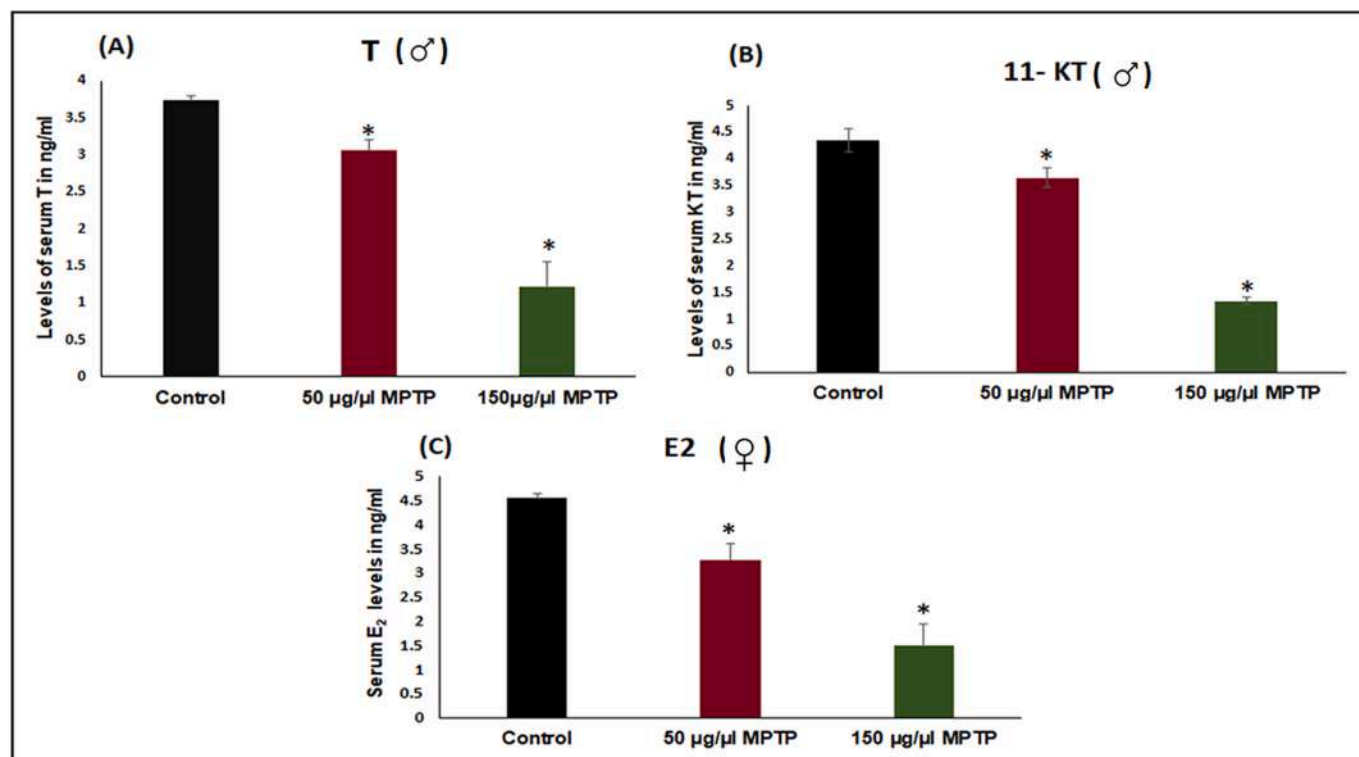 (A)
T (♂)
Levels of serum T in ng/ml
4
3.5
3
2.5
2
1.5
1
0.5
0
*
*
Control
50 µg/µl MPTP
150µg/µl MPTP
(B)
11- KT(♂)
Levels of serum KT in ng/ml
5
4.5
4
3.5
3
2.5
2
1.5
1
0.5
0
*
*
Control
50 µg/µl MPTP
150 µg/µl MPTP
(C)
E2 (♀)
Serum E₂ levels in ng/ml
5
4.5
4
3.5
3
2.5
2
1.5
1
0.5
0
*
*
Control
50 µg/µl MPTP
150 µg/µl MPTP